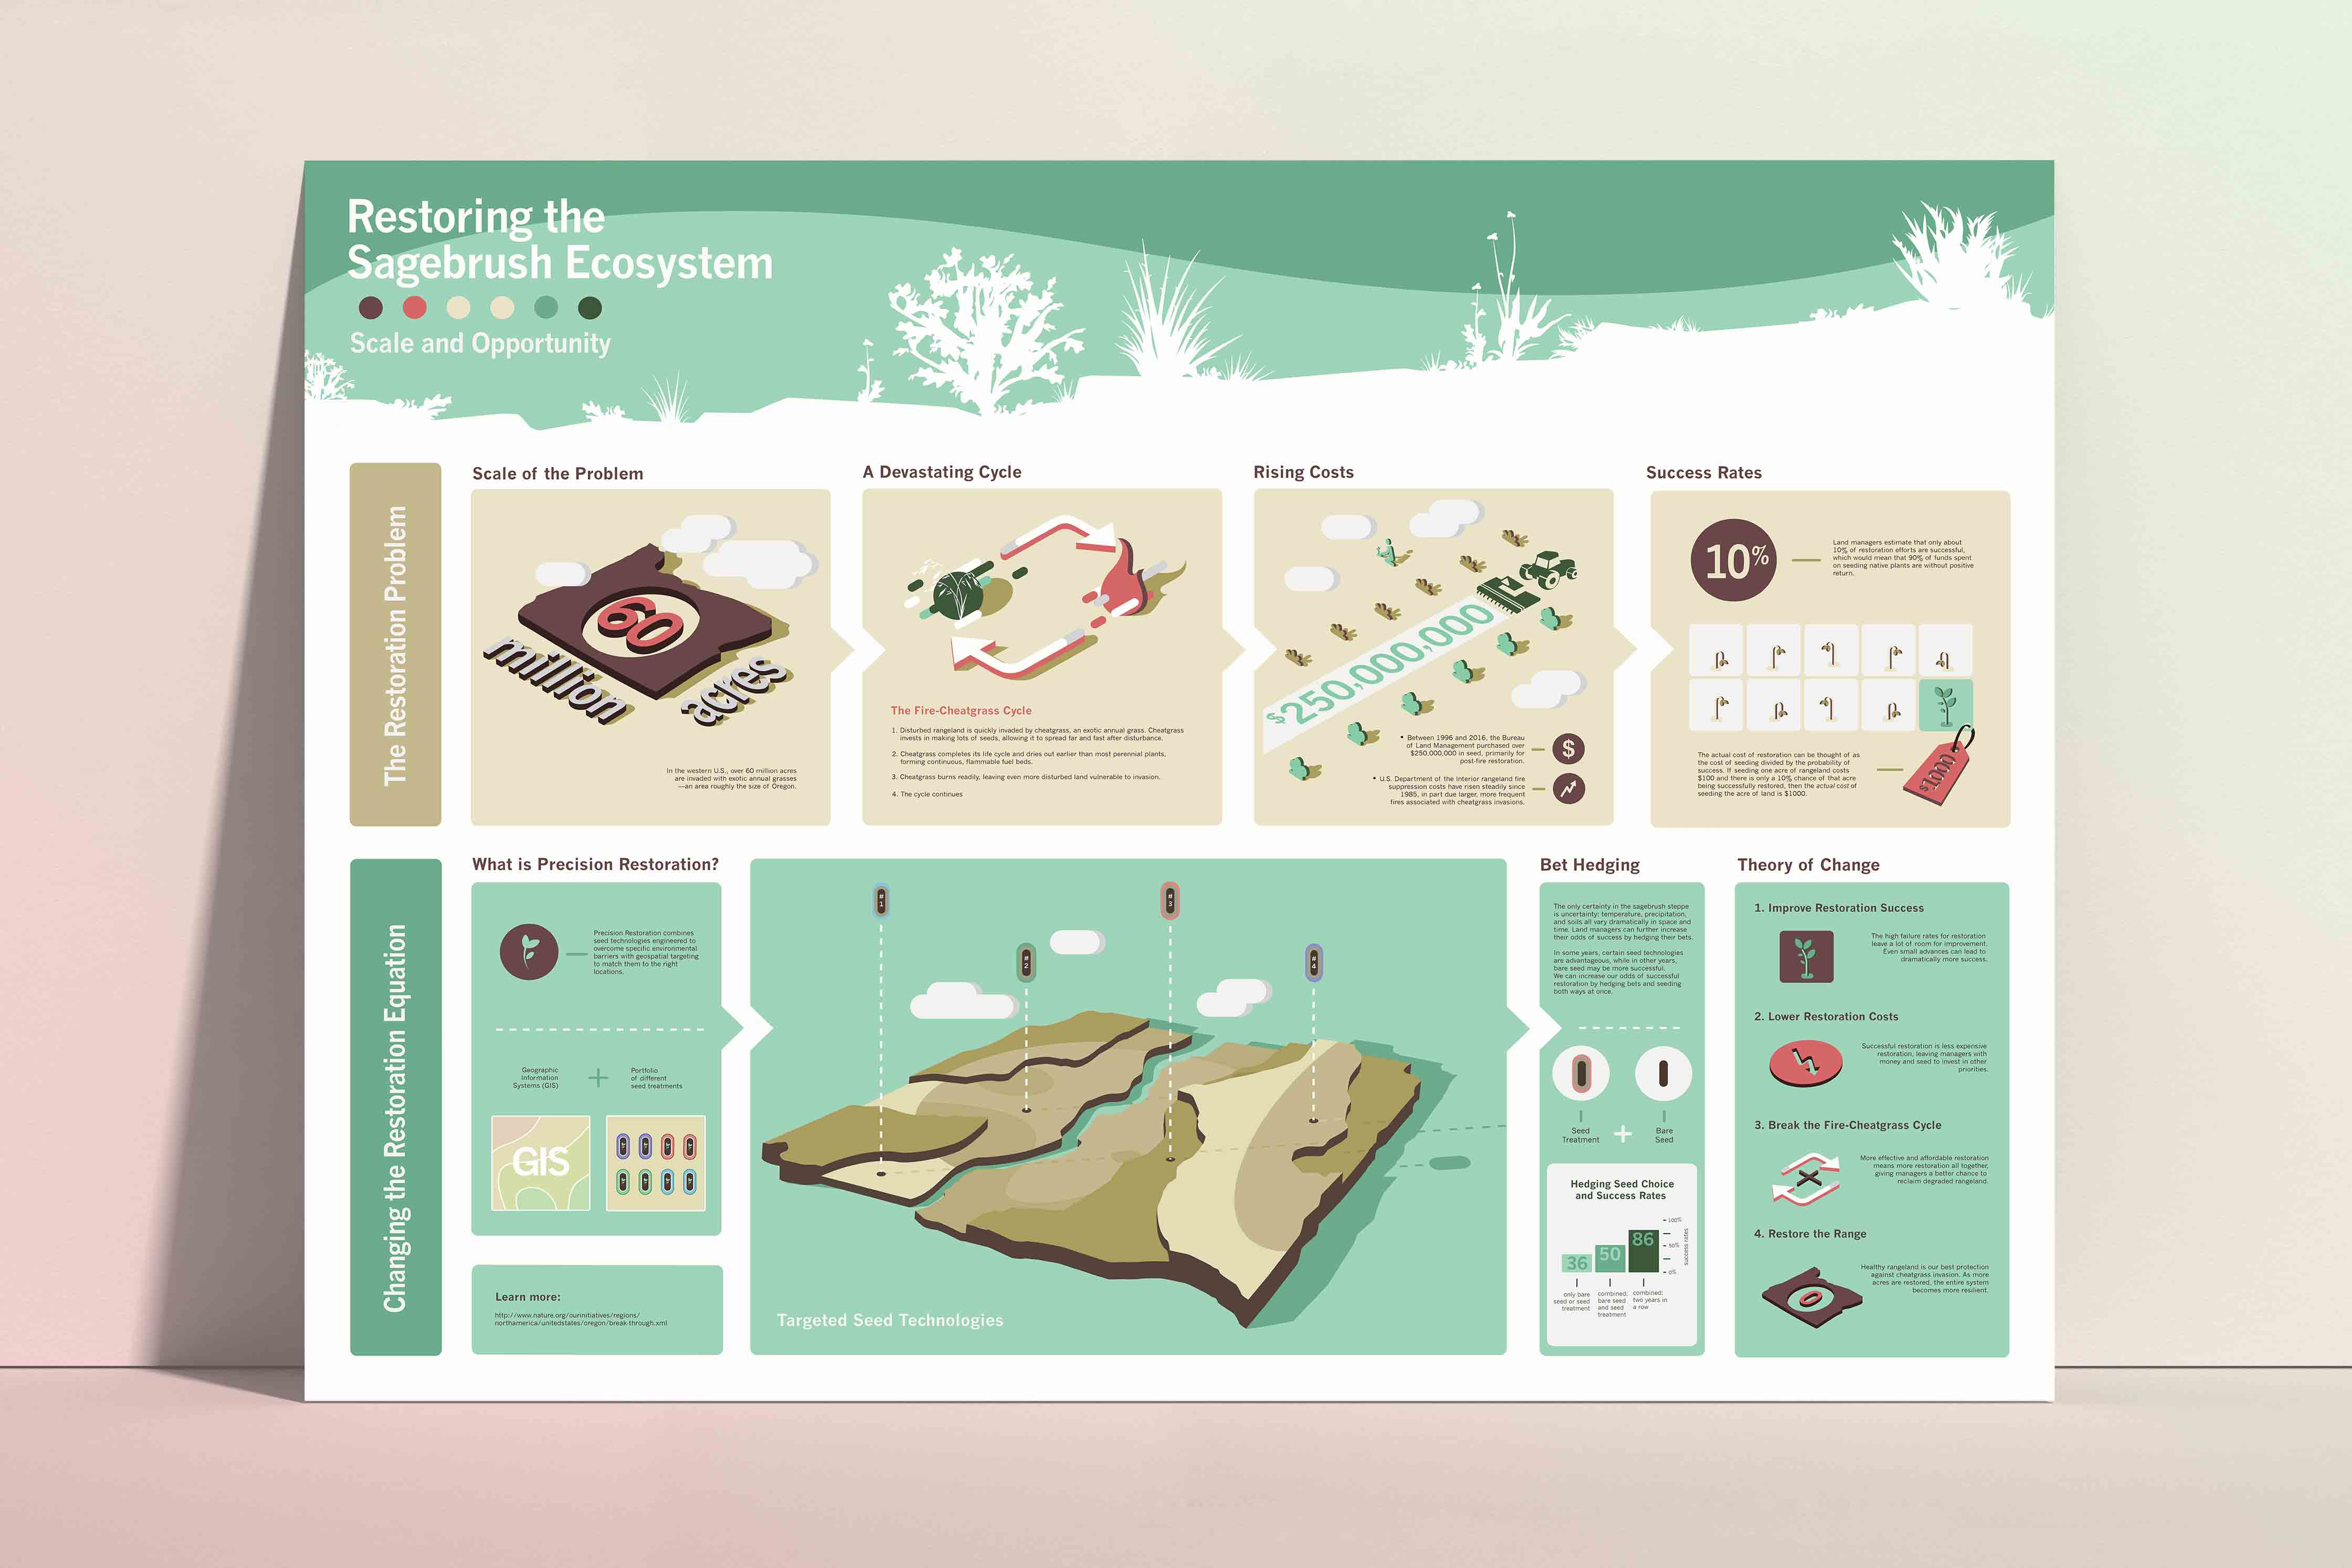 Restoring the
Sagebrush Ecosystem
Scale and Opportunity
The Restoration Problem
Scale of the Problem
60
million
acres
In the western U.S., over 60 million acres
are invaded with exotic annual grasses
—an area roughly the size of Oregon.
A Devastating Cycle
The Fire-Cheatgrass Cycle
1. Disturbed rangeland is quickly invaded by cheatgrass, an exotic annual grass. Cheatgrass
invests in making lots of seeds, allowing it to spread far and fast after disturbance.
2. Cheatgrass completes its life cycle and dries out earlier than most perennial plants,
forming continuous, flammable fuel beds.
3. Cheatgrass burns readily, leaving even more disturbed land vulnerable to invasion.
4. The cycle continues
Rising Costs
$250,000,000
• Between 1996 and 2016, the Bureau
of Land Management purchased over
$250,000,000 in seed, primarily for
post-fire restoration.
$
• U.S. Department of the Interior rangeland fire
suppression costs have risen steadily since
1985, in part due larger, more frequent
fires associated with cheatgrass invasions.
Success Rates
10%
Land managers estimate that only about
10% of restoration efforts are successful,
which would mean that 90% of funds spent
on seeding native plants are without positive
return.
The actual cost of restoration can be thought of as
the cost of seeding divided by the probability of
success. If seeding one acre of rangeland costs
$100 and there is only a 10% chance of that acre
being successfully restored, then the actual cost of
seeding the acre of land is $1000.
$1000
Changing the Restoration Equation
What is Precision Restoration?
Precision Restoration combines
seed technologies engineered to
overcome specific environmental
barriers with geospatial targeting
to match them to the right
locations.
Geographic
Information
Systems (GIS)
+
Portfolio
of different
seed treatments
GIS
Learn more:
http://www.nature.org/ourinitiatives/regions/
northamerica/unitedstates/oregon/break-through.xml
#1
#2
#3
#4
Targeted Seed Technologies
Bet Hedging
The only certainty in the sagebrush steppe
is uncertainty: temperature, precipitation,
and soils all vary dramatically in space and
time. Land managers can further increase
their odds of success by hedging their bets.
In some years, certain seed technologies
are advantageous, while in other years,
bare seed may be more successful.
We can increase our odds of successful
restoration by hedging bets and seeding
both ways at once.
Seed
Treatment
+
Bare
Seed
Hedging Seed Choice
and Success Rates
36
50
86
100%
50%
0%
success rates
only bare
seed or seed
treatment
combined:
bare seed
and seed
treatment
combined:
two years in
a row
Theory of Change
1. Improve Restoration Success
The high failure rates for restoration
leave a lot of room for improvement.
Even small advances can lead to
dramatically more success.
2. Lower Restoration Costs
Successful restoration is less expensive
restoration, leaving managers with
money and seed to invest in other
priorities.
3. Break the Fire-Cheatgrass Cycle
More effective and affordable restoration
means more restoration all together,
giving managers a better chance to
reclaim degraded rangeland.
4. Restore the Range
0
Healthy rangeland is our best protection
against cheatgrass invasion. As more
acres are restored, the entire system
becomes more resilient.